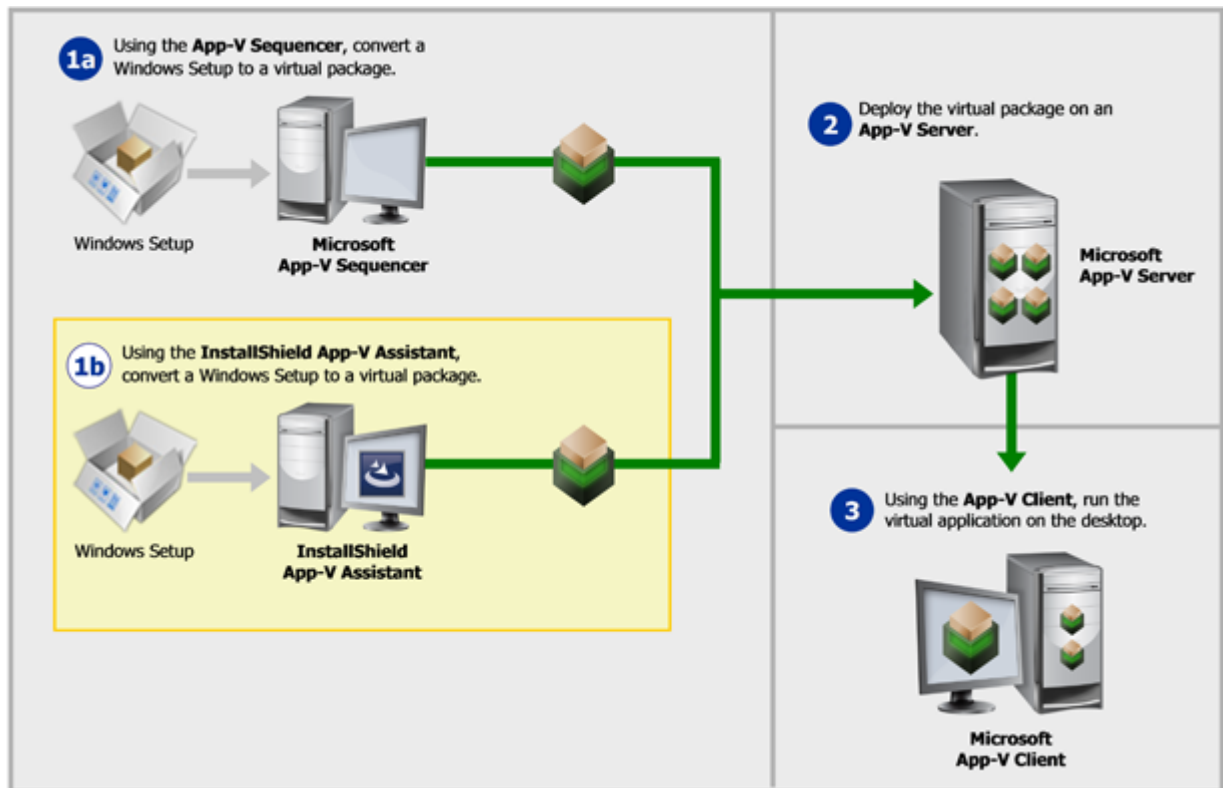 1a
Using the App-V Sequencer, convert a
Windows Setup to a virtual package.
Windows Setup
Microsoft
App-V Sequencer
1b
Using the InstallShield App-V Assistant,
convert a Windows Setup to a virtual package.
Windows Setup
InstallShield
App-V Assistant
2
Deploy the virtual package on an
App-V Server.
Microsoft
App-V Server
3
Using the App-V Client, run the
virtual application on the desktop.
Microsoft
App-V Client